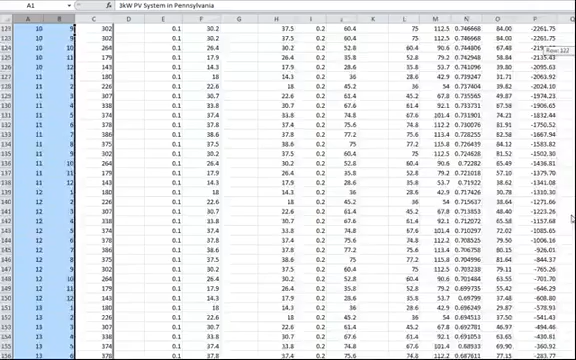 A1 3kW PV System in Pennsylvania
A B C D E F G H I J K L M N O P
123 10 9 302 0.1 30.2 37.5 0.2 60.4 75 112.5 0.746668 84.00 -2261.75
124 10 10 264 0.1 26.4 30.2 0.2 52.8 60.4 90.6 0.744806 67.48
125 10 11 179 0.1 17.9 26.4 0.2 35.8 52.8 79.2 0.742948 58.84 -2135.43
126 10 12 143 0.1 14.3 17.9 0.2 28.6 35.8 53.7 0.741096 39.80 -2095.63
127 11 1 180 0.1 18 14.3 0.2 36 28.6 42.9 0.739247 31.71 -2063.92
128 11 2 226 0.1 22.6 18 0.2 45.2 36 54 0.737404 39.82 -2024.10
129 11 3 307 0.1 30.7 22.6 0.2 61.4 45.2 67.8 0.735565 49.87 -1974.23
130 11 4 338 0.1 33.8 30.7 0.2 67.6 61.4 92.1 0.733731 67.58 -1906.65
131 11 5 374 0.1 37.4 33.8 0.2 74.8 67.6 101.4 0.731901 74.21 -1832.44
132 11 6 378 0.1 37.8 37.4 0.2 75.6 74.8 112.2 0.730076 81.91 -1750.52
133 11 7 386 0.1 38.6 37.8 0.2 77.2 75.6 113.4 0.728255 82.58 -1667.94
134 11 8 375 0.1 37.5 38.6 0.2 75 77.2 115.8 0.726439 84.12 -1583.82
135 11 9 302 0.1 30.2 37.5 0.2 60.4 75 112.5 0.724628 81.52 -1502.30
136 11 10 264 0.1 26.4 30.2 0.2 52.8 60.4 90.6 0.72282 65.49 -1436.81
137 11 11 179 0.1 17.9 26.4 0.2 35.8 52.8 79.2 0.721018 57.10 -1379.70
138 11 12 143 0.1 14.3 17.9 0.2 28.6 35.8 53.7 0.71922 38.62 -1341.08
139 12 1 180 0.1 18 14.3 0.2 36 28.6 42.9 0.717426 30.78 -1310.30
140 12 2 226 0.1 22.6 18 0.2 45.2 36 54 0.715637 38.64 -1271.66
141 12 3 307 0.1 30.7 22.6 0.2 61.4 45.2 67.8 0.713853 48.40 -1223.26
142 12 4 338 0.1 33.8 30.7 0.2 67.6 61.4 92.1 0.712072 65.58 -1157.68
143 12 5 374 0.1 37.4 33.8 0.2 74.8 67.6 101.4 0.710297 72.02 -1085.65
144 12 6 378 0.1 37.8 37.4 0.2 75.6 74.8 112.2 0.708525 79.50 -1006.16
145 12 7 386 0.1 38.6 37.8 0.2 77.2 75.6 113.4 0.706758 80.15 -926.01
146 12 8 375 0.1 37.5 38.6 0.2 75 77.2 115.8 0.704996 81.64 -844.37
147 12 9 302 0.1 30.2 37.5 0.2 60.4 75 112.5 0.703238 79.11 -765.26
148 12 10 264 0.1 26.4 30.2 0.2 52.8 60.4 90.6 0.701484 63.55 -701.70
149 12 11 179 0.1 17.9 26.4 0.2 35.8 52.8 79.2 0.699735 55.42 -646.29
150 12 12 143 0.1 14.3 17.9 0.2 28.6 35.8 53.7 0.69799 37.48 -608.80
151 13 1 180 0.1 18 14.3 0.2 36 28.6 42.9 0.696249 29.87 -578.93
152 13 2 226 0.1 22.6 18 0.2 45.2 36 54 0.694513 37.50 -541.43
153 13 3 307 0.1 30.7 22.6 0.2 61.4 45.2 67.8 0.692781 46.97 -494.46
154 13 4 338 0.1 33.8 30.7 0.2 67.6 61.4 92.1 0.691053 63.65 -430.81
155 13 5 374 0.1 37.4 33.8 0.2 74.8 67.6 101.4 0.68933 69.90 -360.92
156 13 6 378 0.1 37.8 37.4 0.2 75.6 74.8 112.2 0.687611 77.15 -283.77
Row: 122